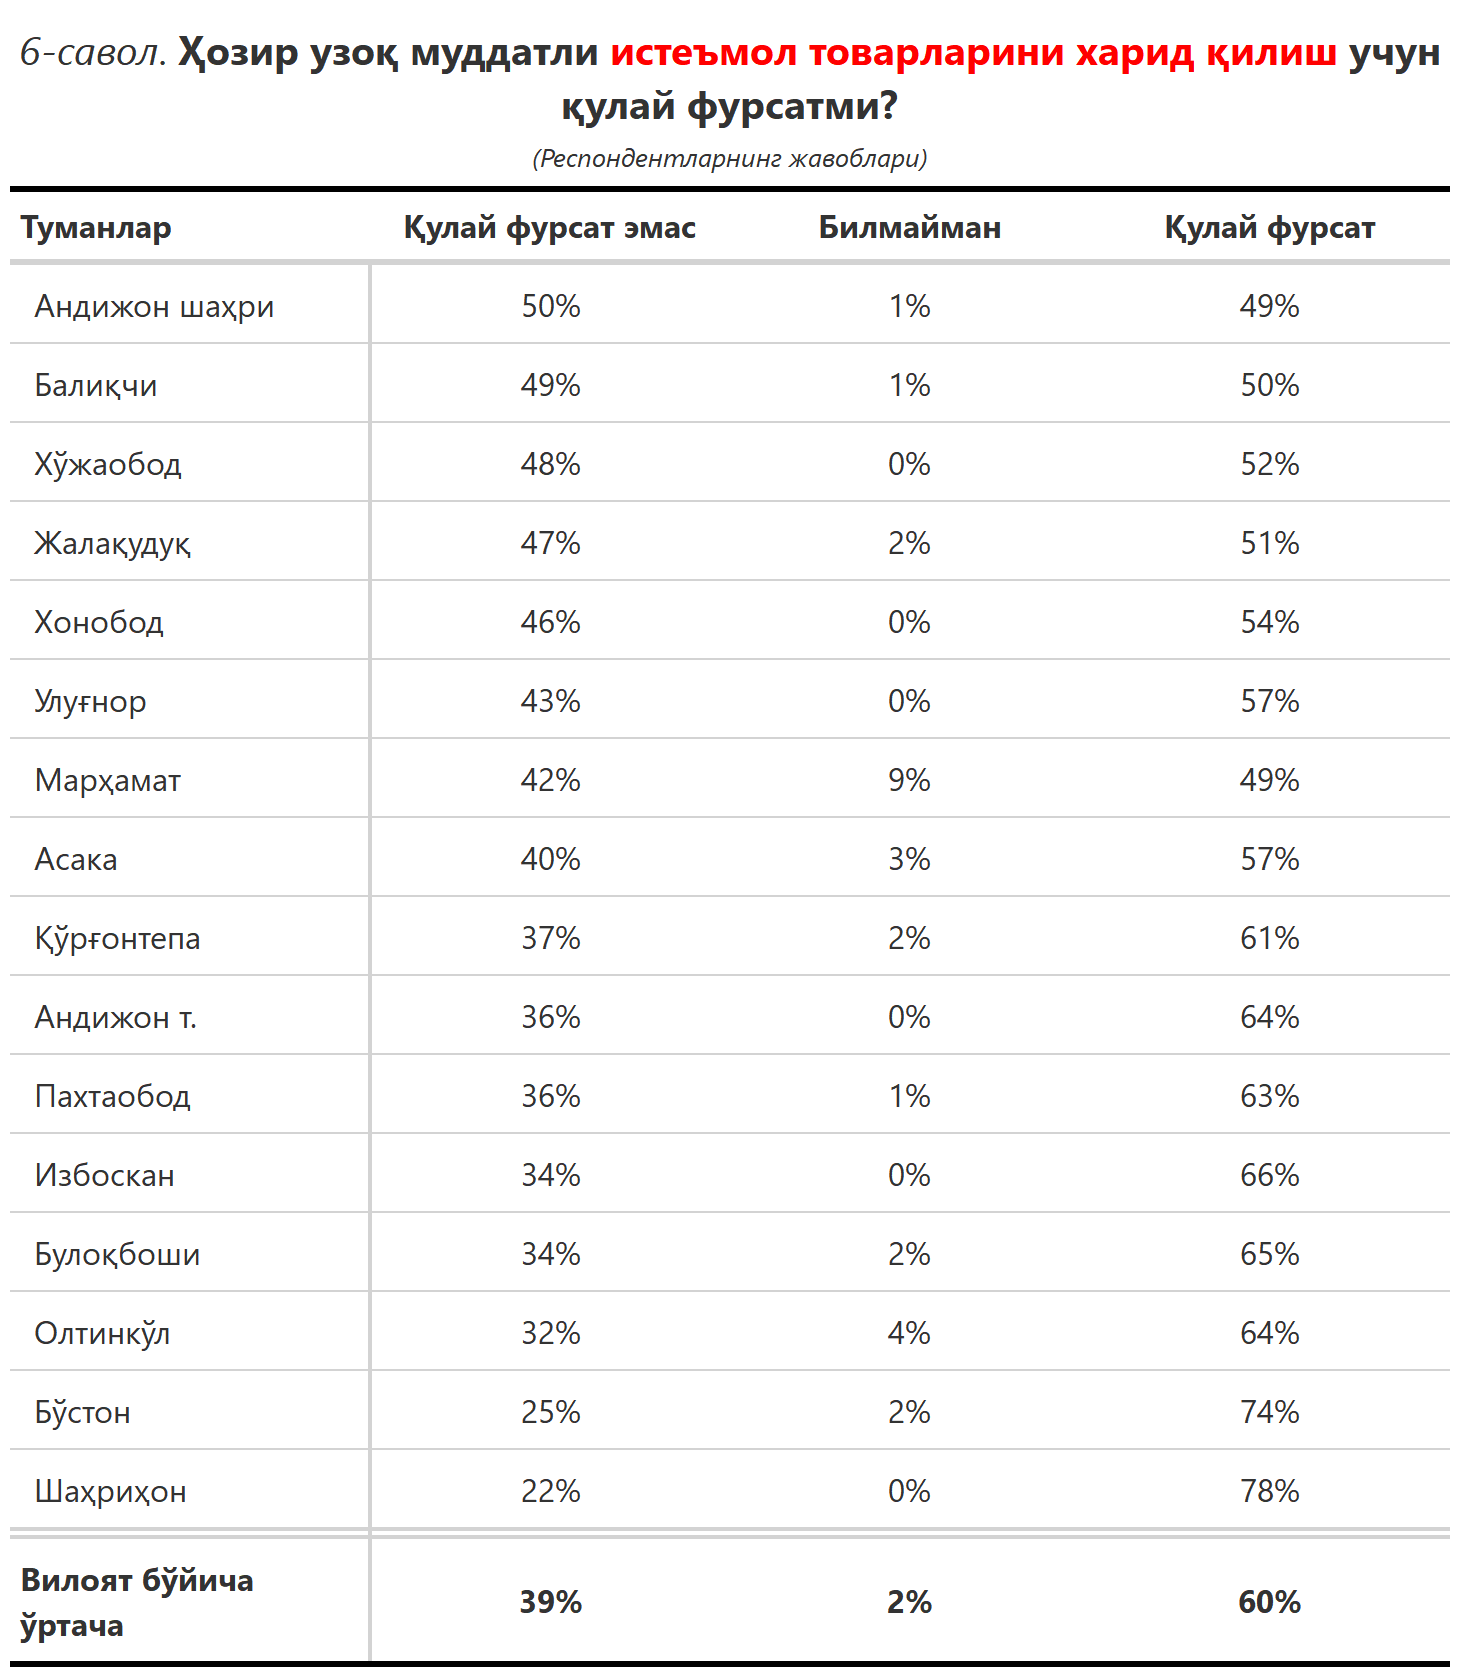 6-савол. Ҳозир узоқ муддатли истеъмол товарларини харид қилиш учун
қулай фурсатми?
(Респондентларнинг жавоблари)
Туманлар Қулай фурсат эмас Билмайман Қулай фурсат
Андижон шаҳри 50% 1% 49%
Балиқчи 49% 1% 50%
Хўжаобод 48% 0% 52%
Жалақудуқ 47% 2% 51%
Хонобод 46% 0% 54%
Улуғнор 43% 0% 57%
Марҳамат 42% 9% 49%
Асака 40% 3% 57%
Қўрғонтепа 37% 2% 61%
Андижон т. 36% 0% 64%
Пахтаобод 36% 1% 63%
Избоскан 34% 0% 66%
Булоқбоши 34% 2% 65%
Олтинкўл 32% 4% 64%
Бўстон 25% 2% 74%
Шаҳриҳон 22% 0% 78%
Вилоят бўйича
ўртача 39% 2% 60%